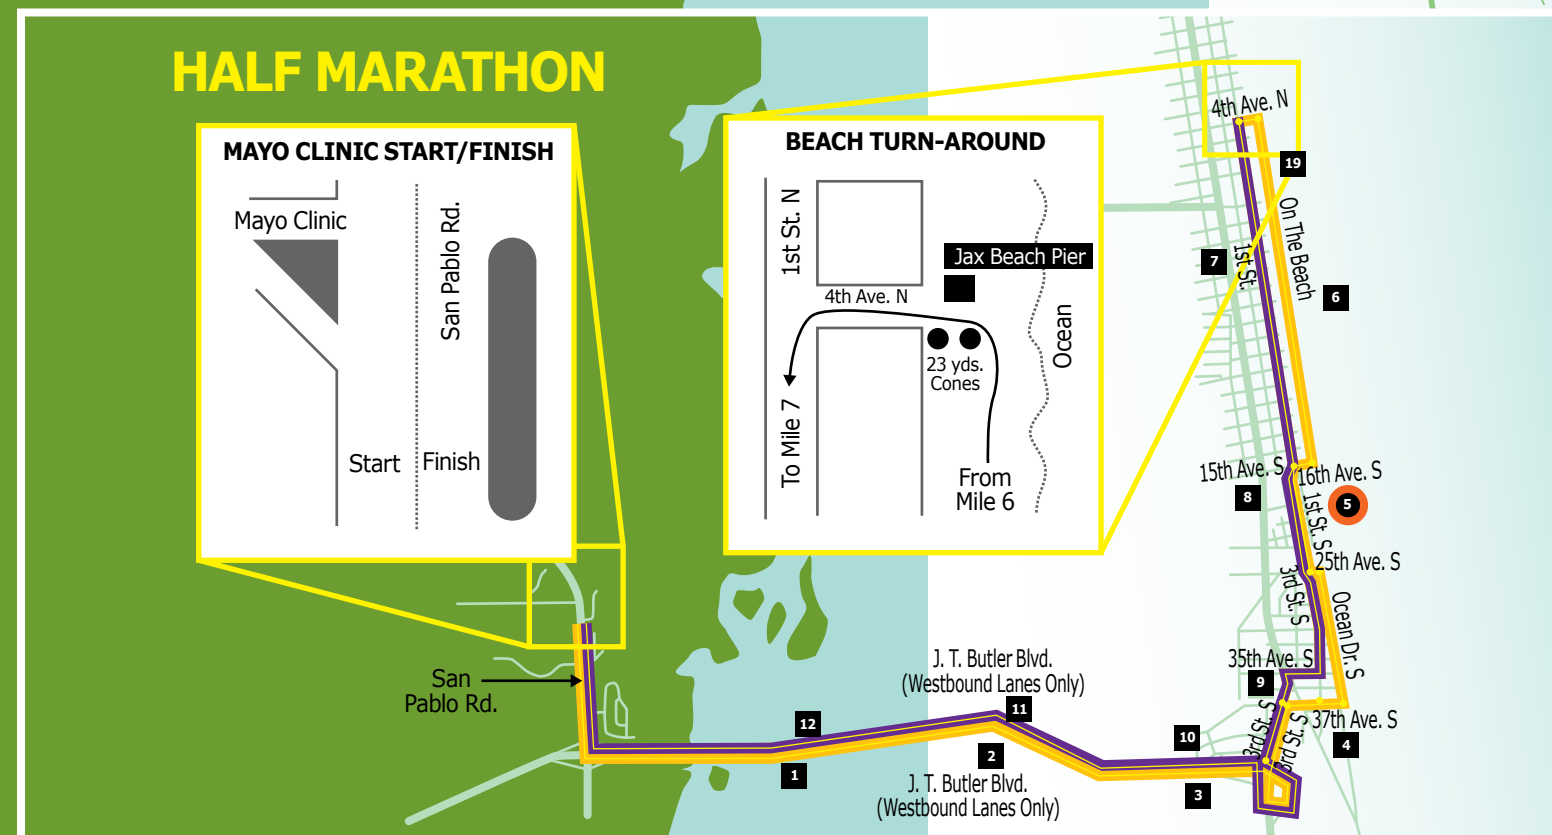 HALF MARATHON
MAYO CLINIC START/FINISH
Mayo Clinic
San Pablo Rd.
Start
Finish
BEACH TURN-AROUND
1st St. N
Jax Beach Pier
4th Ave. N
23 yds.
Cones
Ocean
To Mile 7
From
Mile 6
4th Ave. N
19
On The Beach
7
1st St.
6
15th Ave. S
16th Ave. S
8
5
1st St. S
25th Ave. S
3rd St. S
Ocean Dr. S
35th Ave. S
9
37th Ave. S
3rd St. S
3rd St. S
4
San
Pablo Rd.
J. T. Butler Blvd.
(Westbound Lanes Only)
12
11
10
1
2
3
J. T. Butler Blvd.
(Westbound Lanes Only)